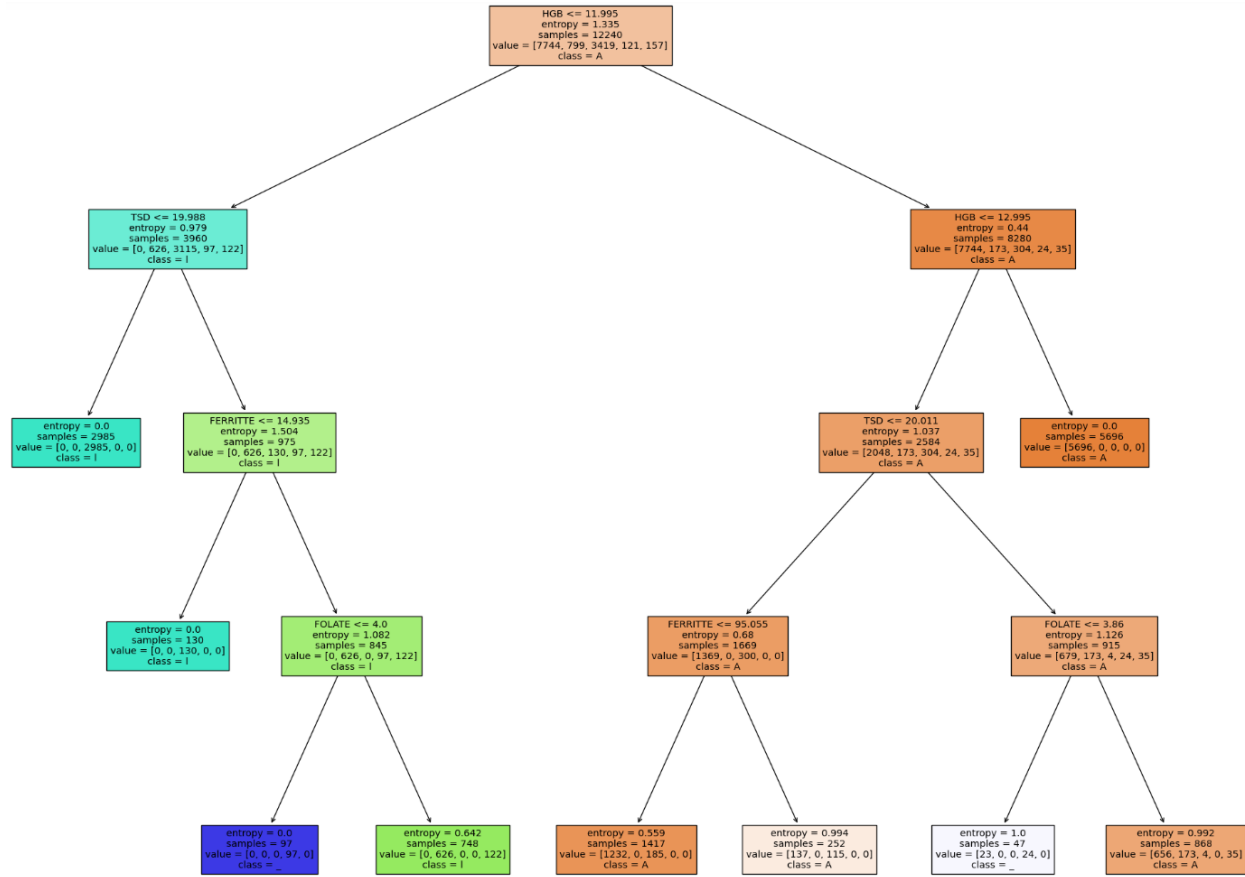 HGB <= 11.995
entropy = 1.335
samples = 12240
value = [7744, 799, 3419, 121, 157]
class = A
TSD <= 19.988
entropy = 0.979
samples = 3960
value = [0, 626, 3115, 97, 122]
class = l
HGB <= 12.995
entropy = 0.44
samples = 8280
value = [7744, 173, 304, 24, 35]
class = A
entropy = 0.0
samples = 2985
value = [0, 0, 2985, 0, 0]
class = l
FERRITTE <= 14.935
entropy = 1.504
samples = 975
value = [0, 626, 130, 97, 122]
class = l
TSD <= 20.011
entropy = 1.037
samples = 2584
value = [2048, 173, 304, 24, 35]
class = A
entropy = 0.0
samples = 5696
value = [5696, 0, 0, 0, 0]
class = A
entropy = 0.0
samples = 130
value = [0, 0, 130, 0, 0]
class = l
FOLATE <= 4.0
entropy = 1.082
samples = 845
value = [0, 626, 0, 97, 122]
class = l
FERRITTE <= 95.055
entropy = 0.68
samples = 1669
value = [1369, 0, 300, 0, 0]
class = A
FOLATE <= 3.86
entropy = 1.126
samples = 915
value = [679, 173, 4, 24, 35]
class = A
entropy = 0.0
samples = 97
value = [0, 0, 0, 97, 0]
class = _
entropy = 0.642
samples = 748
value = [0, 626, 0, 0, 122]
class = l
entropy = 0.559
samples = 1417
value = [1232, 0, 185, 0, 0]
class = A
entropy = 0.994
samples = 252
value = [137, 0, 115, 0, 0]
class = A
entropy = 1.0
samples = 47
value = [23, 0, 0, 24, 0]
class = _
entropy = 0.992
samples = 868
value = [656, 173, 4, 0, 35]
class = A